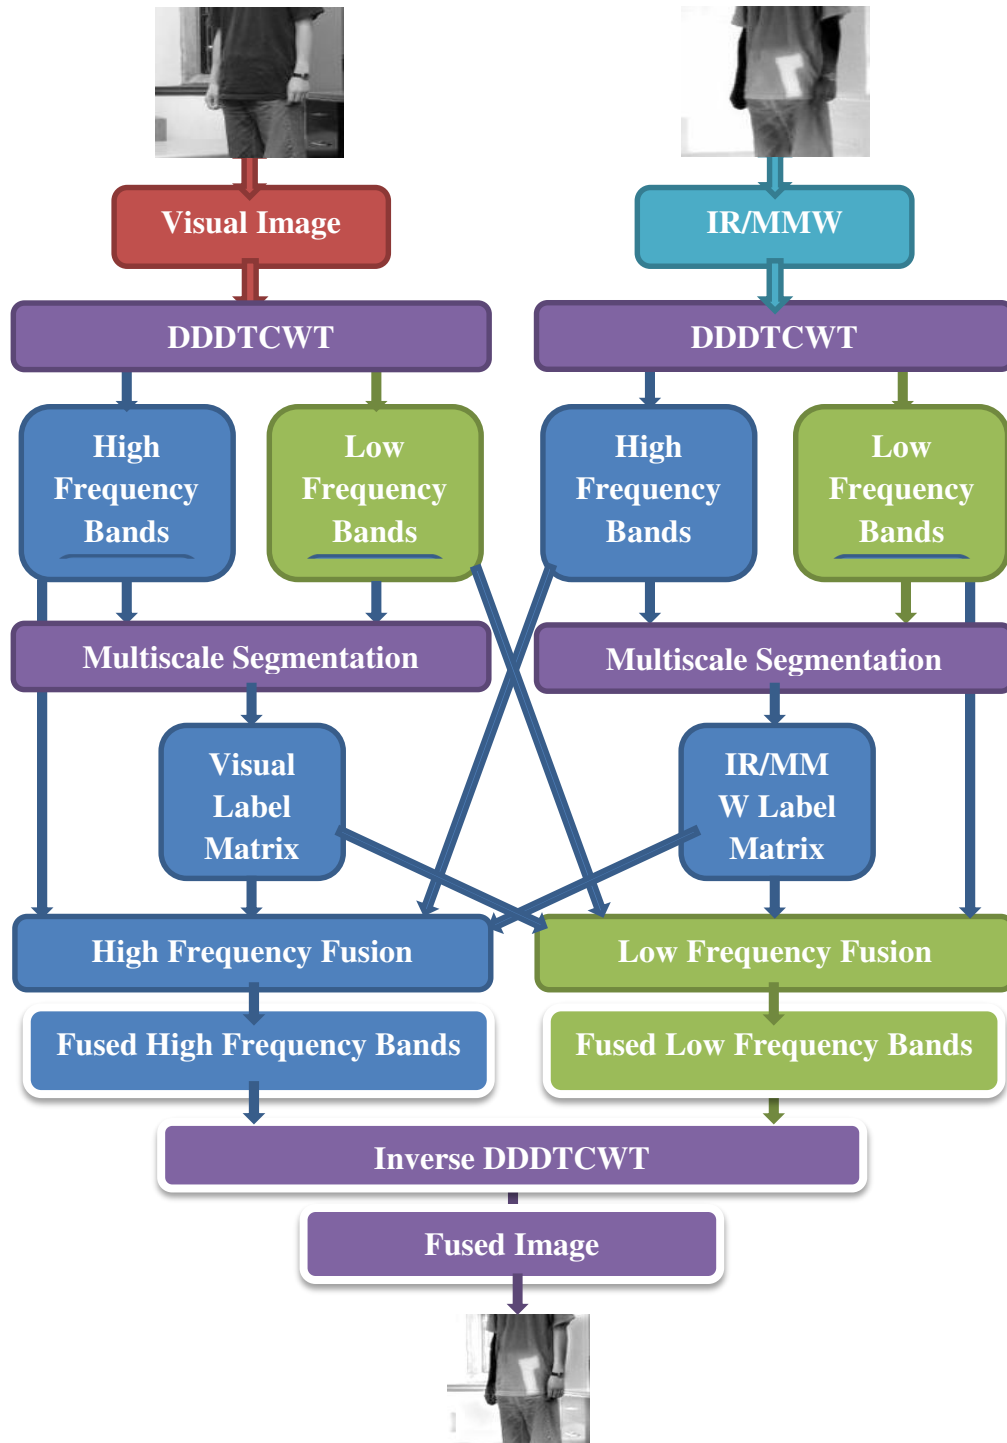 Visual Image
IR/MMW
DDDTCWT
DDDTCWT
High
Frequency
Bands
Low
Frequency
Bands
High
Frequency
Bands
Low
Frequency
Bands
Multiscale Segmentation
Multiscale Segmentation
Visual
Label
Matrix
IR/MM
W Label
Matrix
High Frequency Fusion
Low Frequency Fusion
Fused High Frequency Bands
Fused Low Frequency Bands
Inverse DDDTCWT
Fused Image